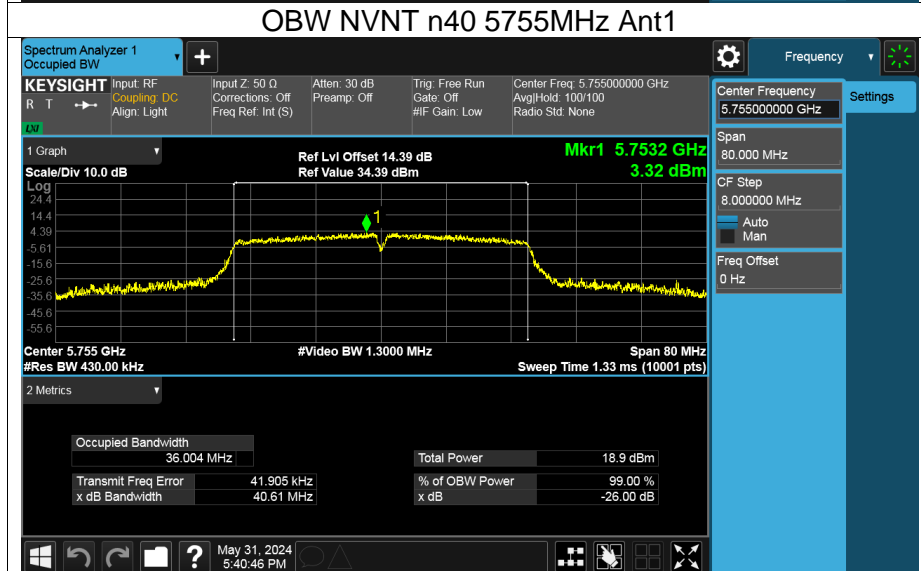 OBW NVNT n40 5755MHz Ant1
Spectrum Analyzer 1
Occupied BW
+
Frequency
KEYSIGHT
R T
LXI
Input: RF
Coupling: DC
Align: Light
Input Z: 50 Ω
Corrections: Off
Freq Ref: Int (S)
Atten: 30 dB
Preamp: Off
Trig: Free Run
Gate: Off
#IF Gain: Low
Center Freq: 5.755000000 GHz
Avg|Hold: 100/100
Radio Std: None
Center Frequency
5.755000000 GHz
Settings
Span
80.000 MHz
CF Step
8.000000 MHz
Auto
Man
Freq Offset
0 Hz
1 Graph
Ref Lvl Offset 14.39 dB
Mkr1 5.7532 GHz
Scale/Div 10.0 dB
Ref Value 34.39 dBm
3.32 dBm
Log
24.4
14.4
4.39
-5.61
-15.6
-25.6
-35.6
-45.6
-55.6
1
Center 5.755 GHz
#Video BW 1.3000 MHz
Span 80 MHz
#Res BW 430.00 kHz
Sweep Time 1.33 ms (10001 pts)
2 Metrics
Occupied Bandwidth
36.004 MHz
Total Power 18.9 dBm
Transmit Freq Error 41.905 kHz
% of OBW Power 99.00 %
x dB Bandwidth 40.61 MHz
x dB -26.00 dB
?
May 31, 2024
5:40:46 PM